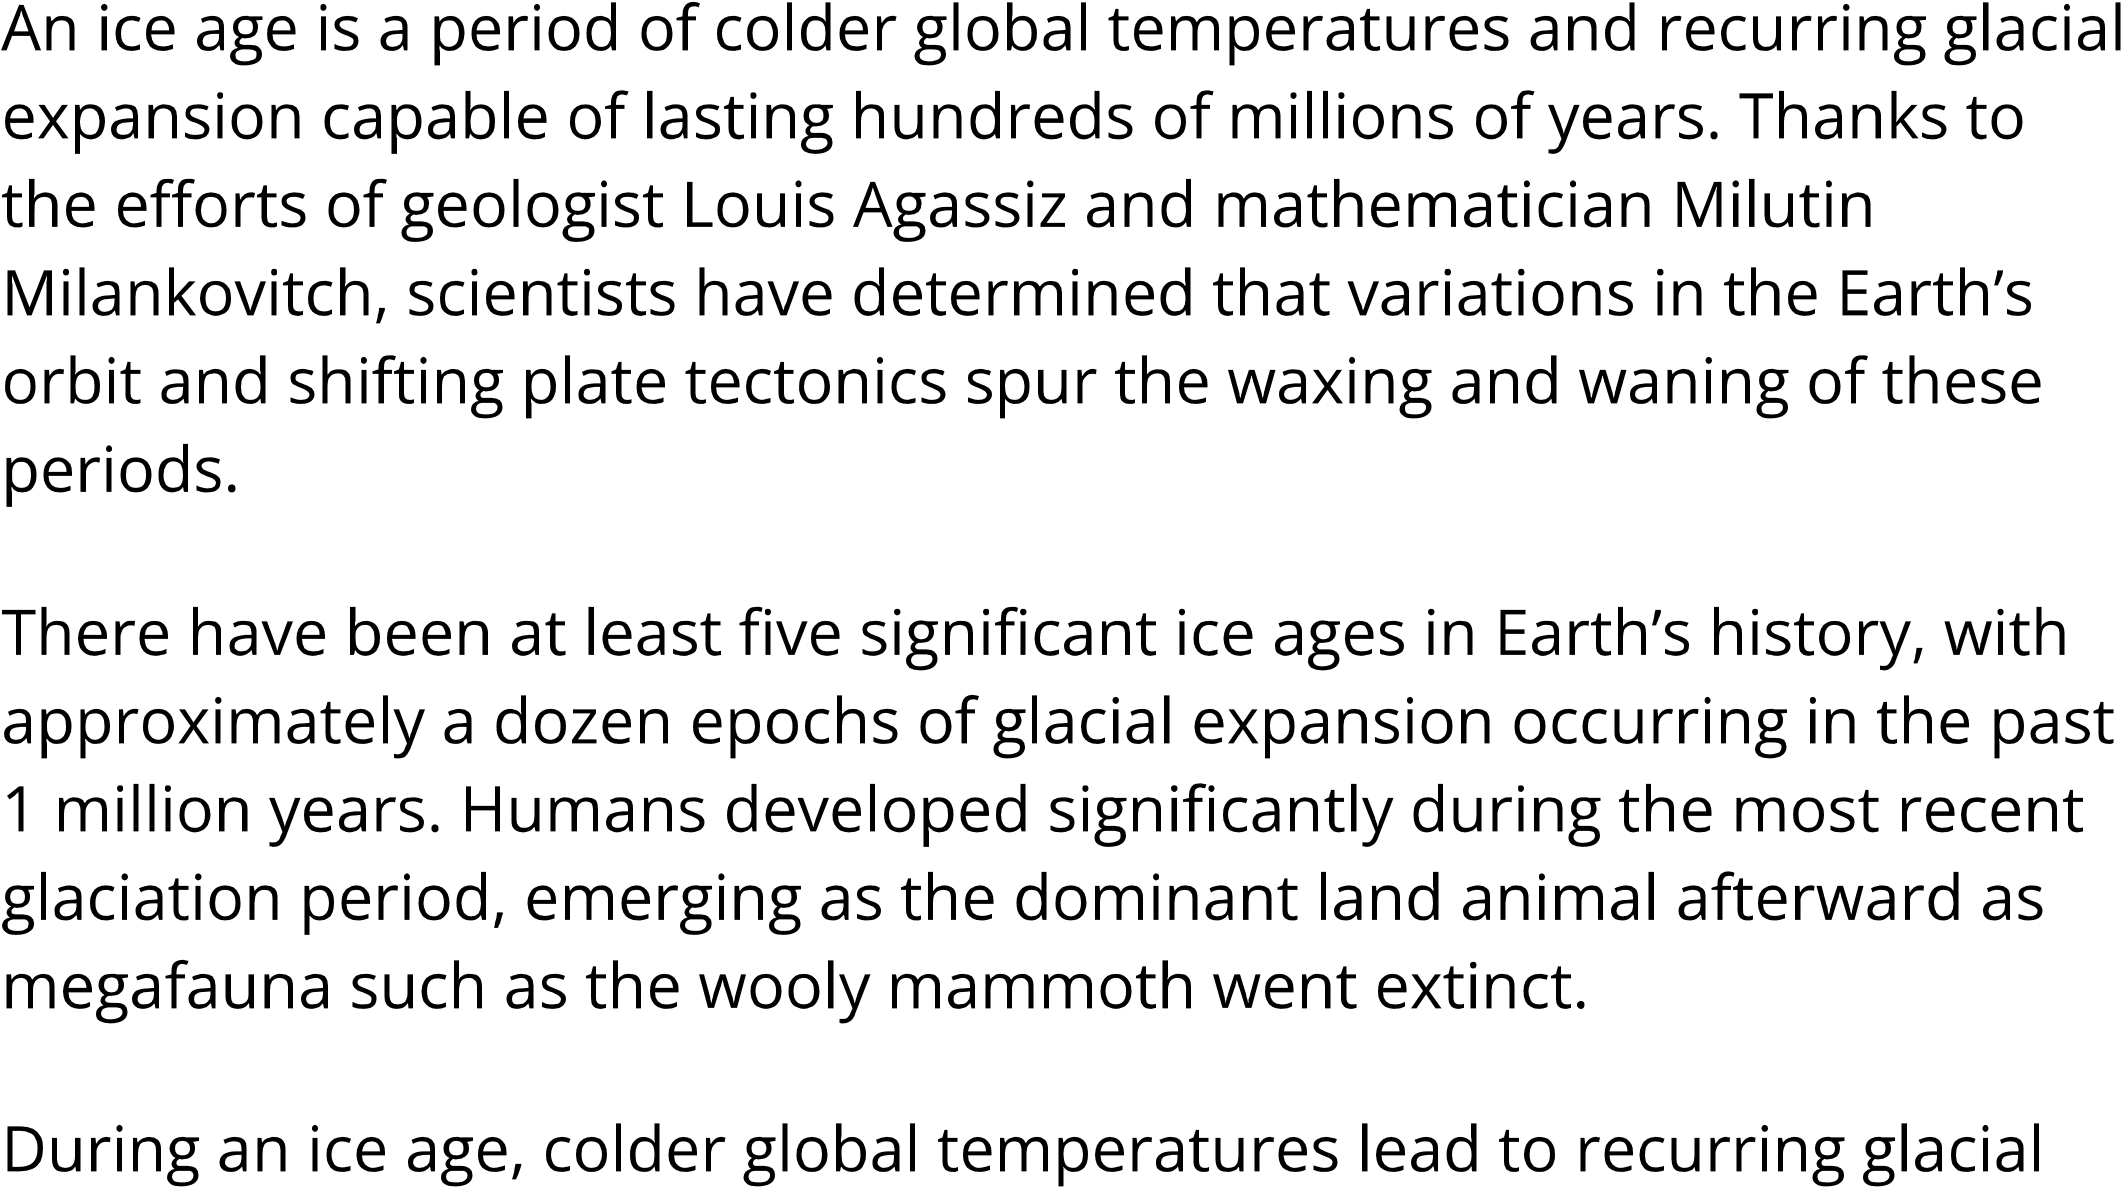 An ice age is a period of colder global temperatures and recurring glacial
expansion capable of lasting hundreds of millions of years. Thanks to
the efforts of geologist Louis Agassiz and mathematician Milutin
Milankovitch, scientists have determined that variations in the Earth’s
orbit and shifting plate tectonics spur the waxing and waning of these
periods.
There have been at least five significant ice ages in Earth’s history, with
approximately a dozen epochs of glacial expansion occurring in the past
1 million years. Humans developed significantly during the most recent
glaciation period, emerging as the dominant land animal afterward as
megafauna such as the wooly mammoth went extinct.
During an ice age, colder global temperatures lead to recurring glacial